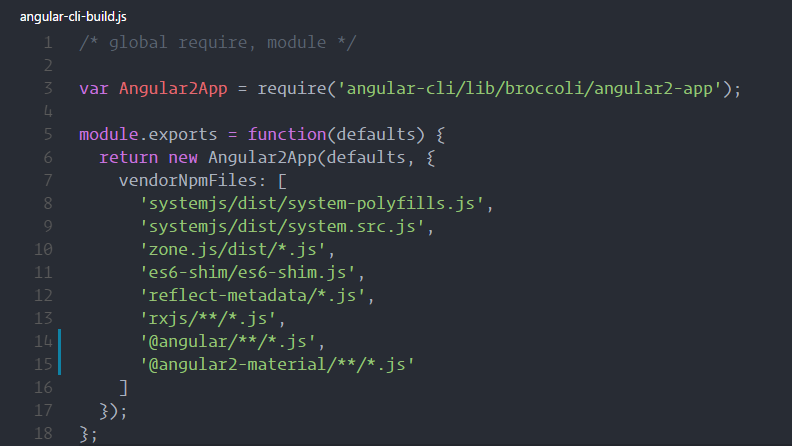 angular-cli-build.js
1 /* global require, module */
2
3 var Angular2App = require('angular-cli/lib/broccoli/angular2-app');
4
5 module.exports = function(defaults) {
6   return new Angular2App(defaults, {
7     vendorNpmFiles: [
8       'systemjs/dist/system-polyfills.js',
9       'systemjs/dist/system.src.js',
10       'zone.js/dist/*.js',
11       'es6-shim/es6-shim.js',
12       'reflect-metadata/*.js',
13       'rxjs/**/*.js',
14       '@angular/**/*.js',
15       '@angular2-material/**/*.js'
16     ]
17   });
18 };